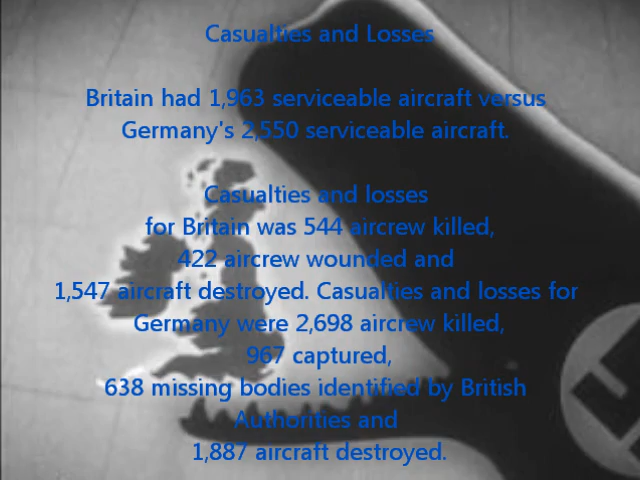 Casualties and Losses
Britain had 1,963 serviceable aircraft versus
Germany's 2,550 serviceable aircraft.
Casualties and losses
for Britain was 544 aircrew killed,
422 aircrew wounded and
1,547 aircraft destroyed. Casualties and losses for
Germany were 2,698 aircrew killed,
967 captured,
638 missing bodies identified by British
Authorities and
1,887 aircraft destroyed.